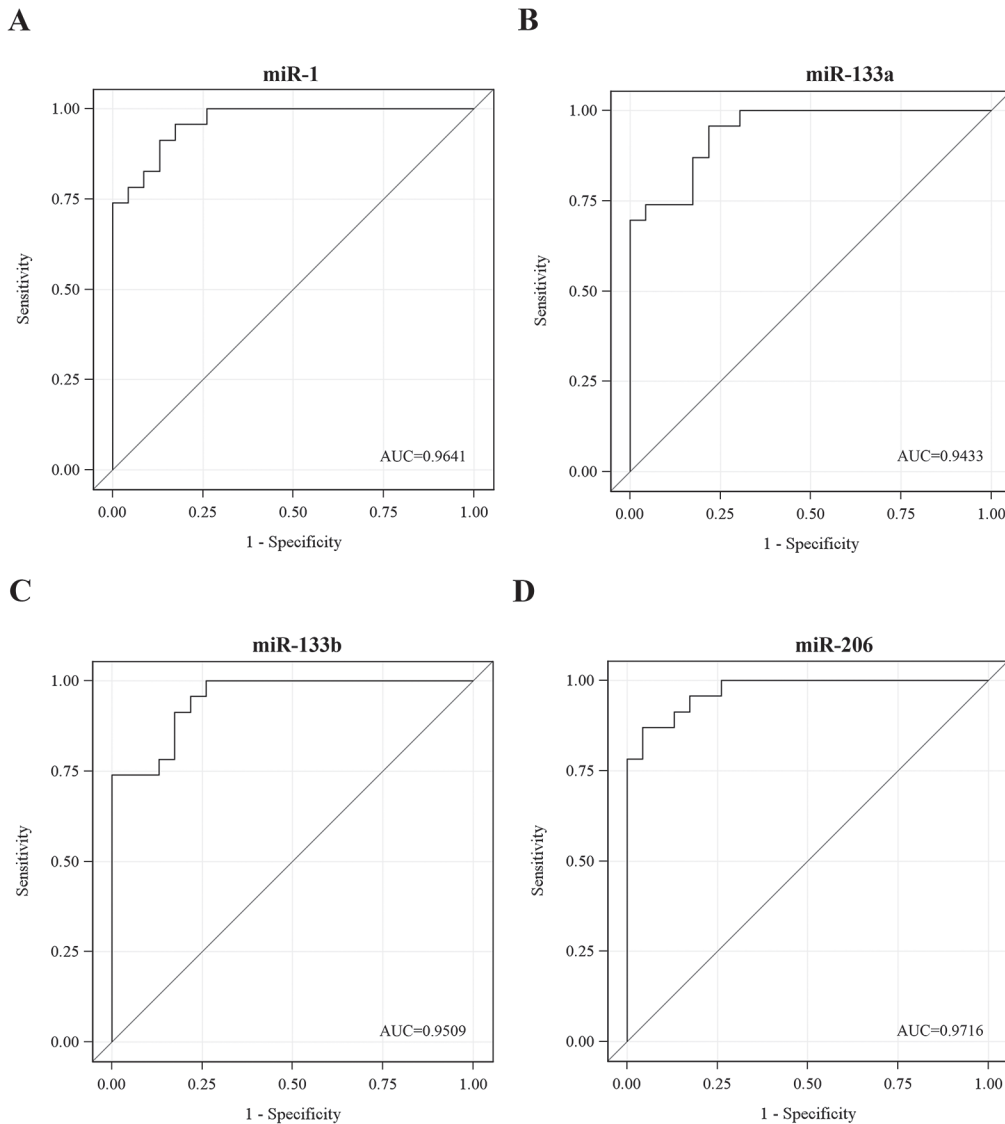 A
miR-1
1.00
0.75
0.50
0.25
0.00
Sensitivity
AUC=0.9641
0.00 0.25 0.50 0.75 1.00
1 - Specificity
B
miR-133a
1.00
0.75
0.50
0.25
0.00
Sensitivity
AUC=0.9433
0.00 0.25 0.50 0.75 1.00
1 - Specificity
C
miR-133b
1.00
0.75
0.50
0.25
0.00
Sensitivity
AUC=0.9509
0.00 0.25 0.50 0.75 1.00
1 - Specificity
D
miR-206
1.00
0.75
0.50
0.25
0.00
Sensitivity
AUC=0.9716
0.00 0.25 0.50 0.75 1.00
1 - Specificity